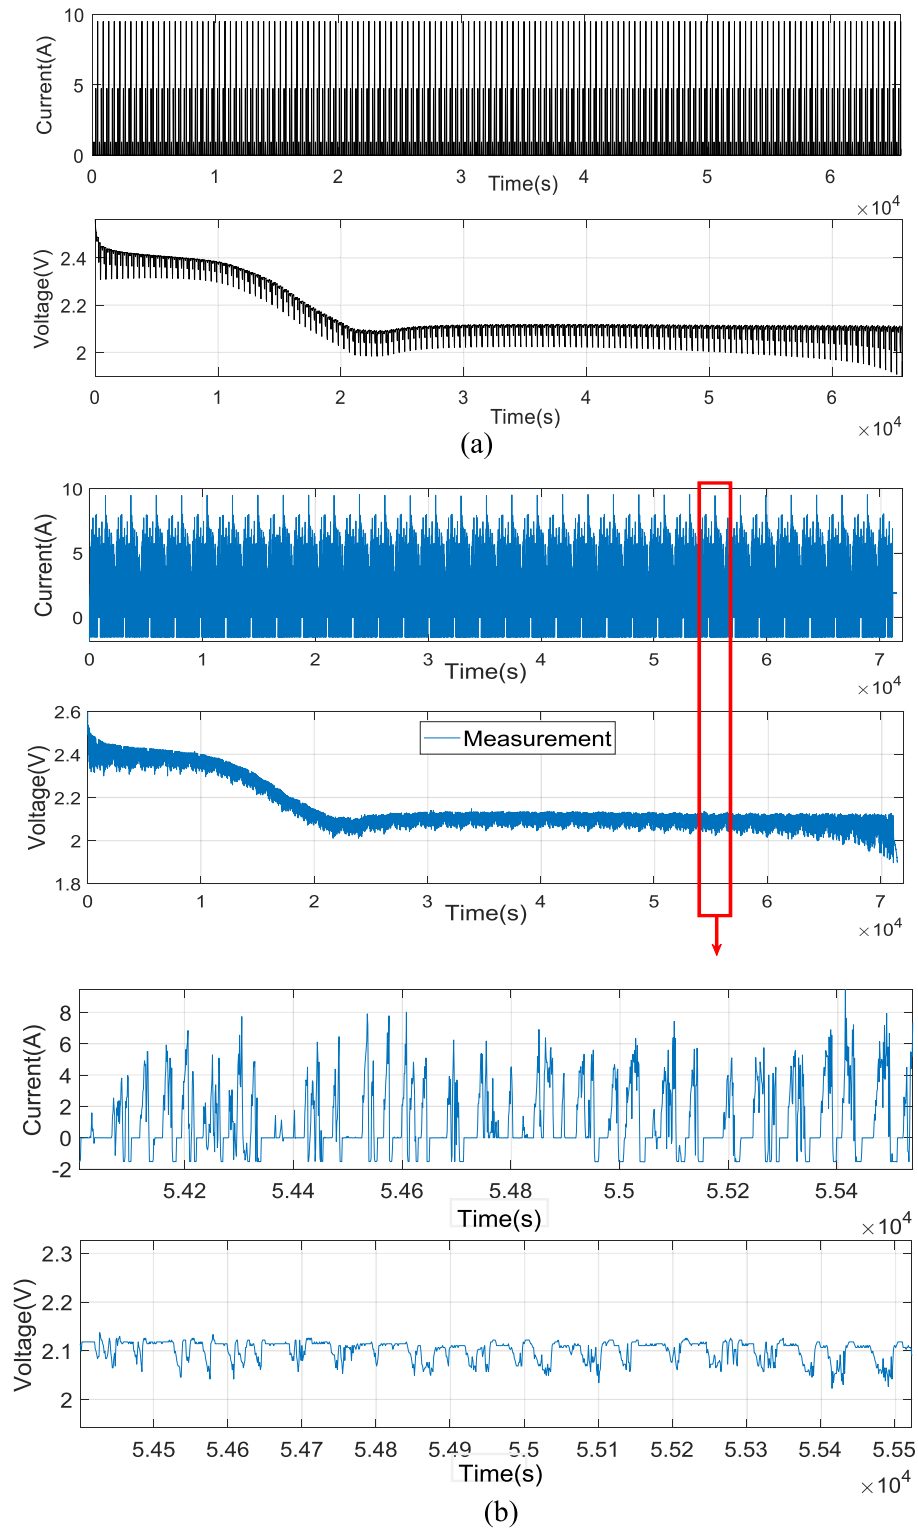 10
5
0
Current(A)
0 1 2 3 4 5 6
Time(s)
×10⁴
2.4
2.2
2
Voltage(V)
0 1 2 3 4 5 6
Time(s)
×10⁴
(a)
10
5
0
Current(A)
0 1 2 3 4 5 6 7
Time(s)
×10⁴
2.6
2.4
2.2
2
1.8
Voltage(V)
Measurement
0 1 2 3 4 5 6 7
Time(s)
×10⁴
8
6
4
2
0
-2
Current(A)
5.42 5.44 5.46 5.48 5.5 5.52 5.54
Time(s)
×10⁴
2.3
2.2
2.1
2
Voltage(V)
5.45 5.46 5.47 5.48 5.49 5.5 5.51 5.52 5.53 5.54 5.55
Time(s)
×10⁴
(b)